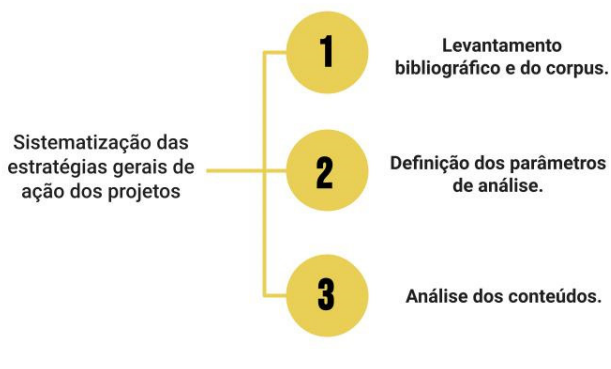 Sistematização das
estratégias gerais de
ação dos projetos
1
Levantamento
bibliográfico e do corpus.
2
Definição dos parâmetros
de análise.
3
Análise dos conteúdos.